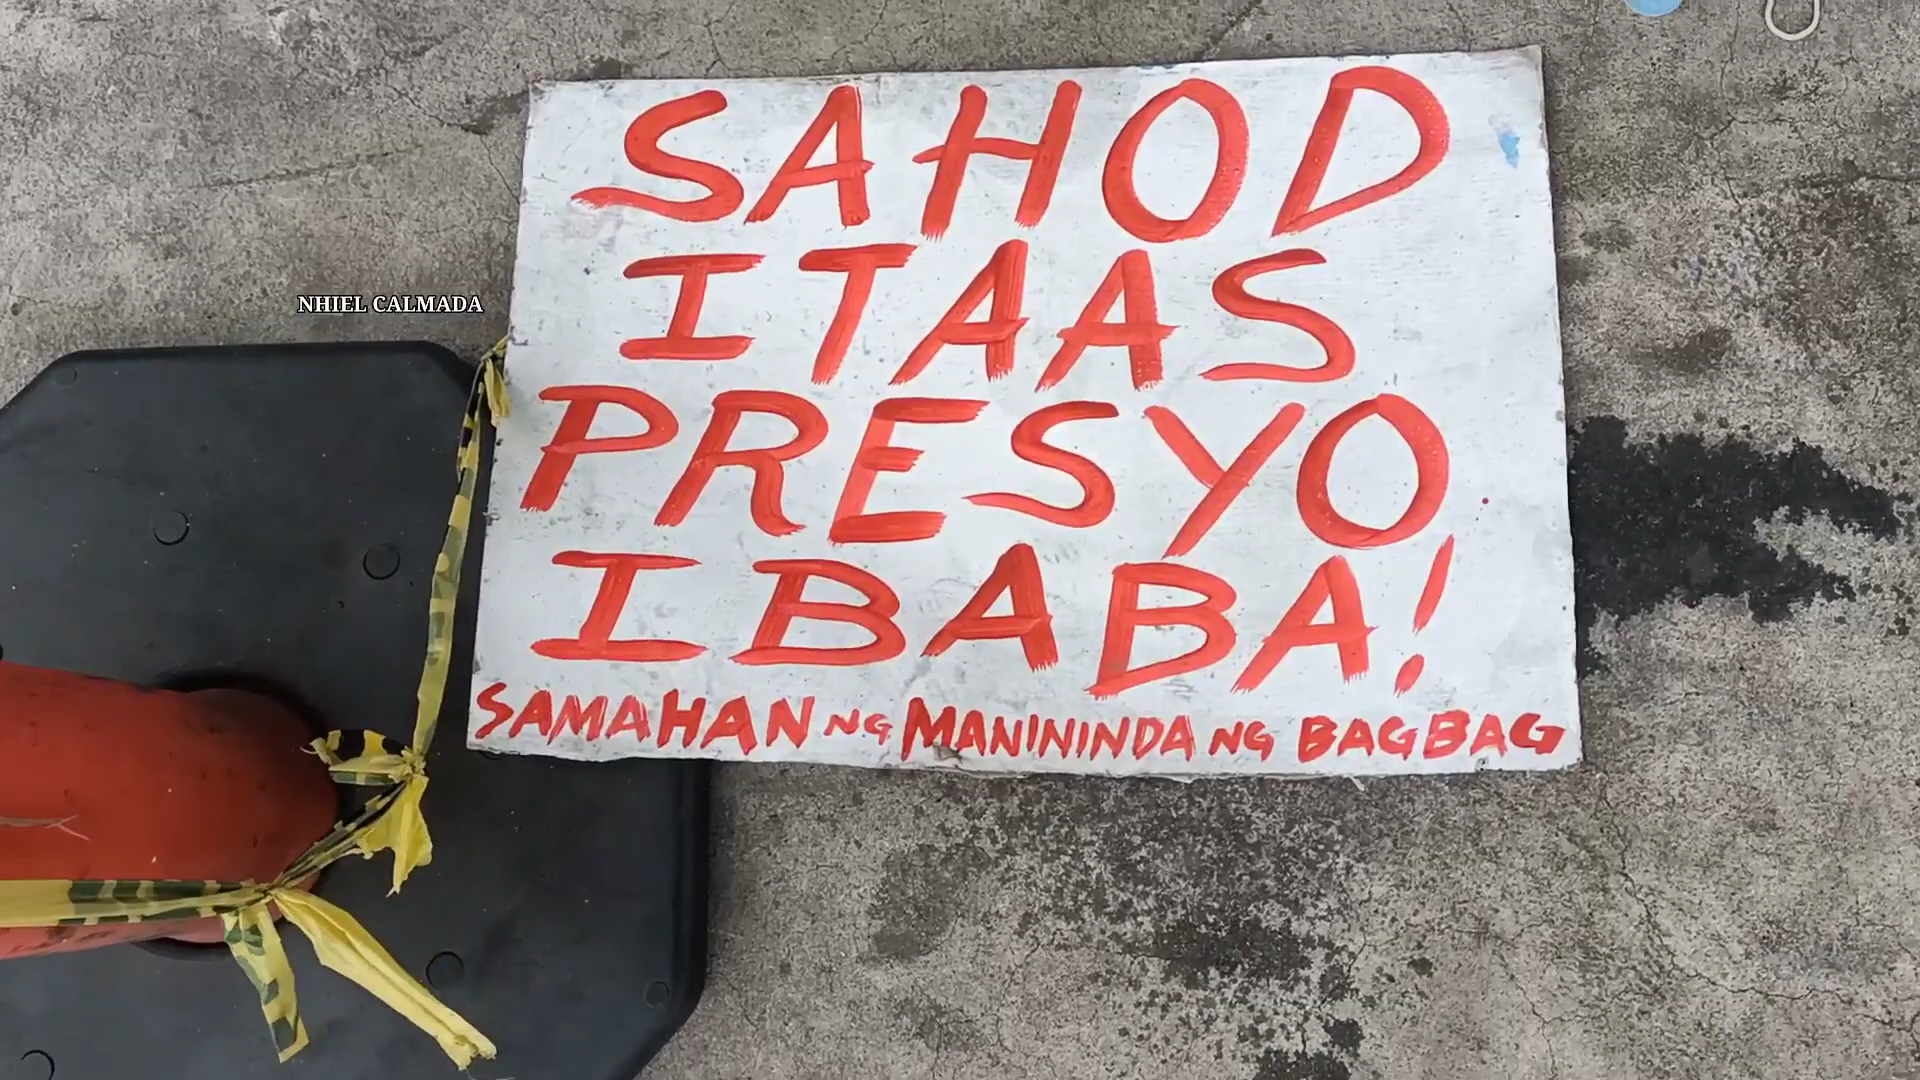 SAHOD
ITAAS
PRESYO
IBABA!
SAMAHAN NG MANININDA NG BAGBAG
NHIEL CALMADA